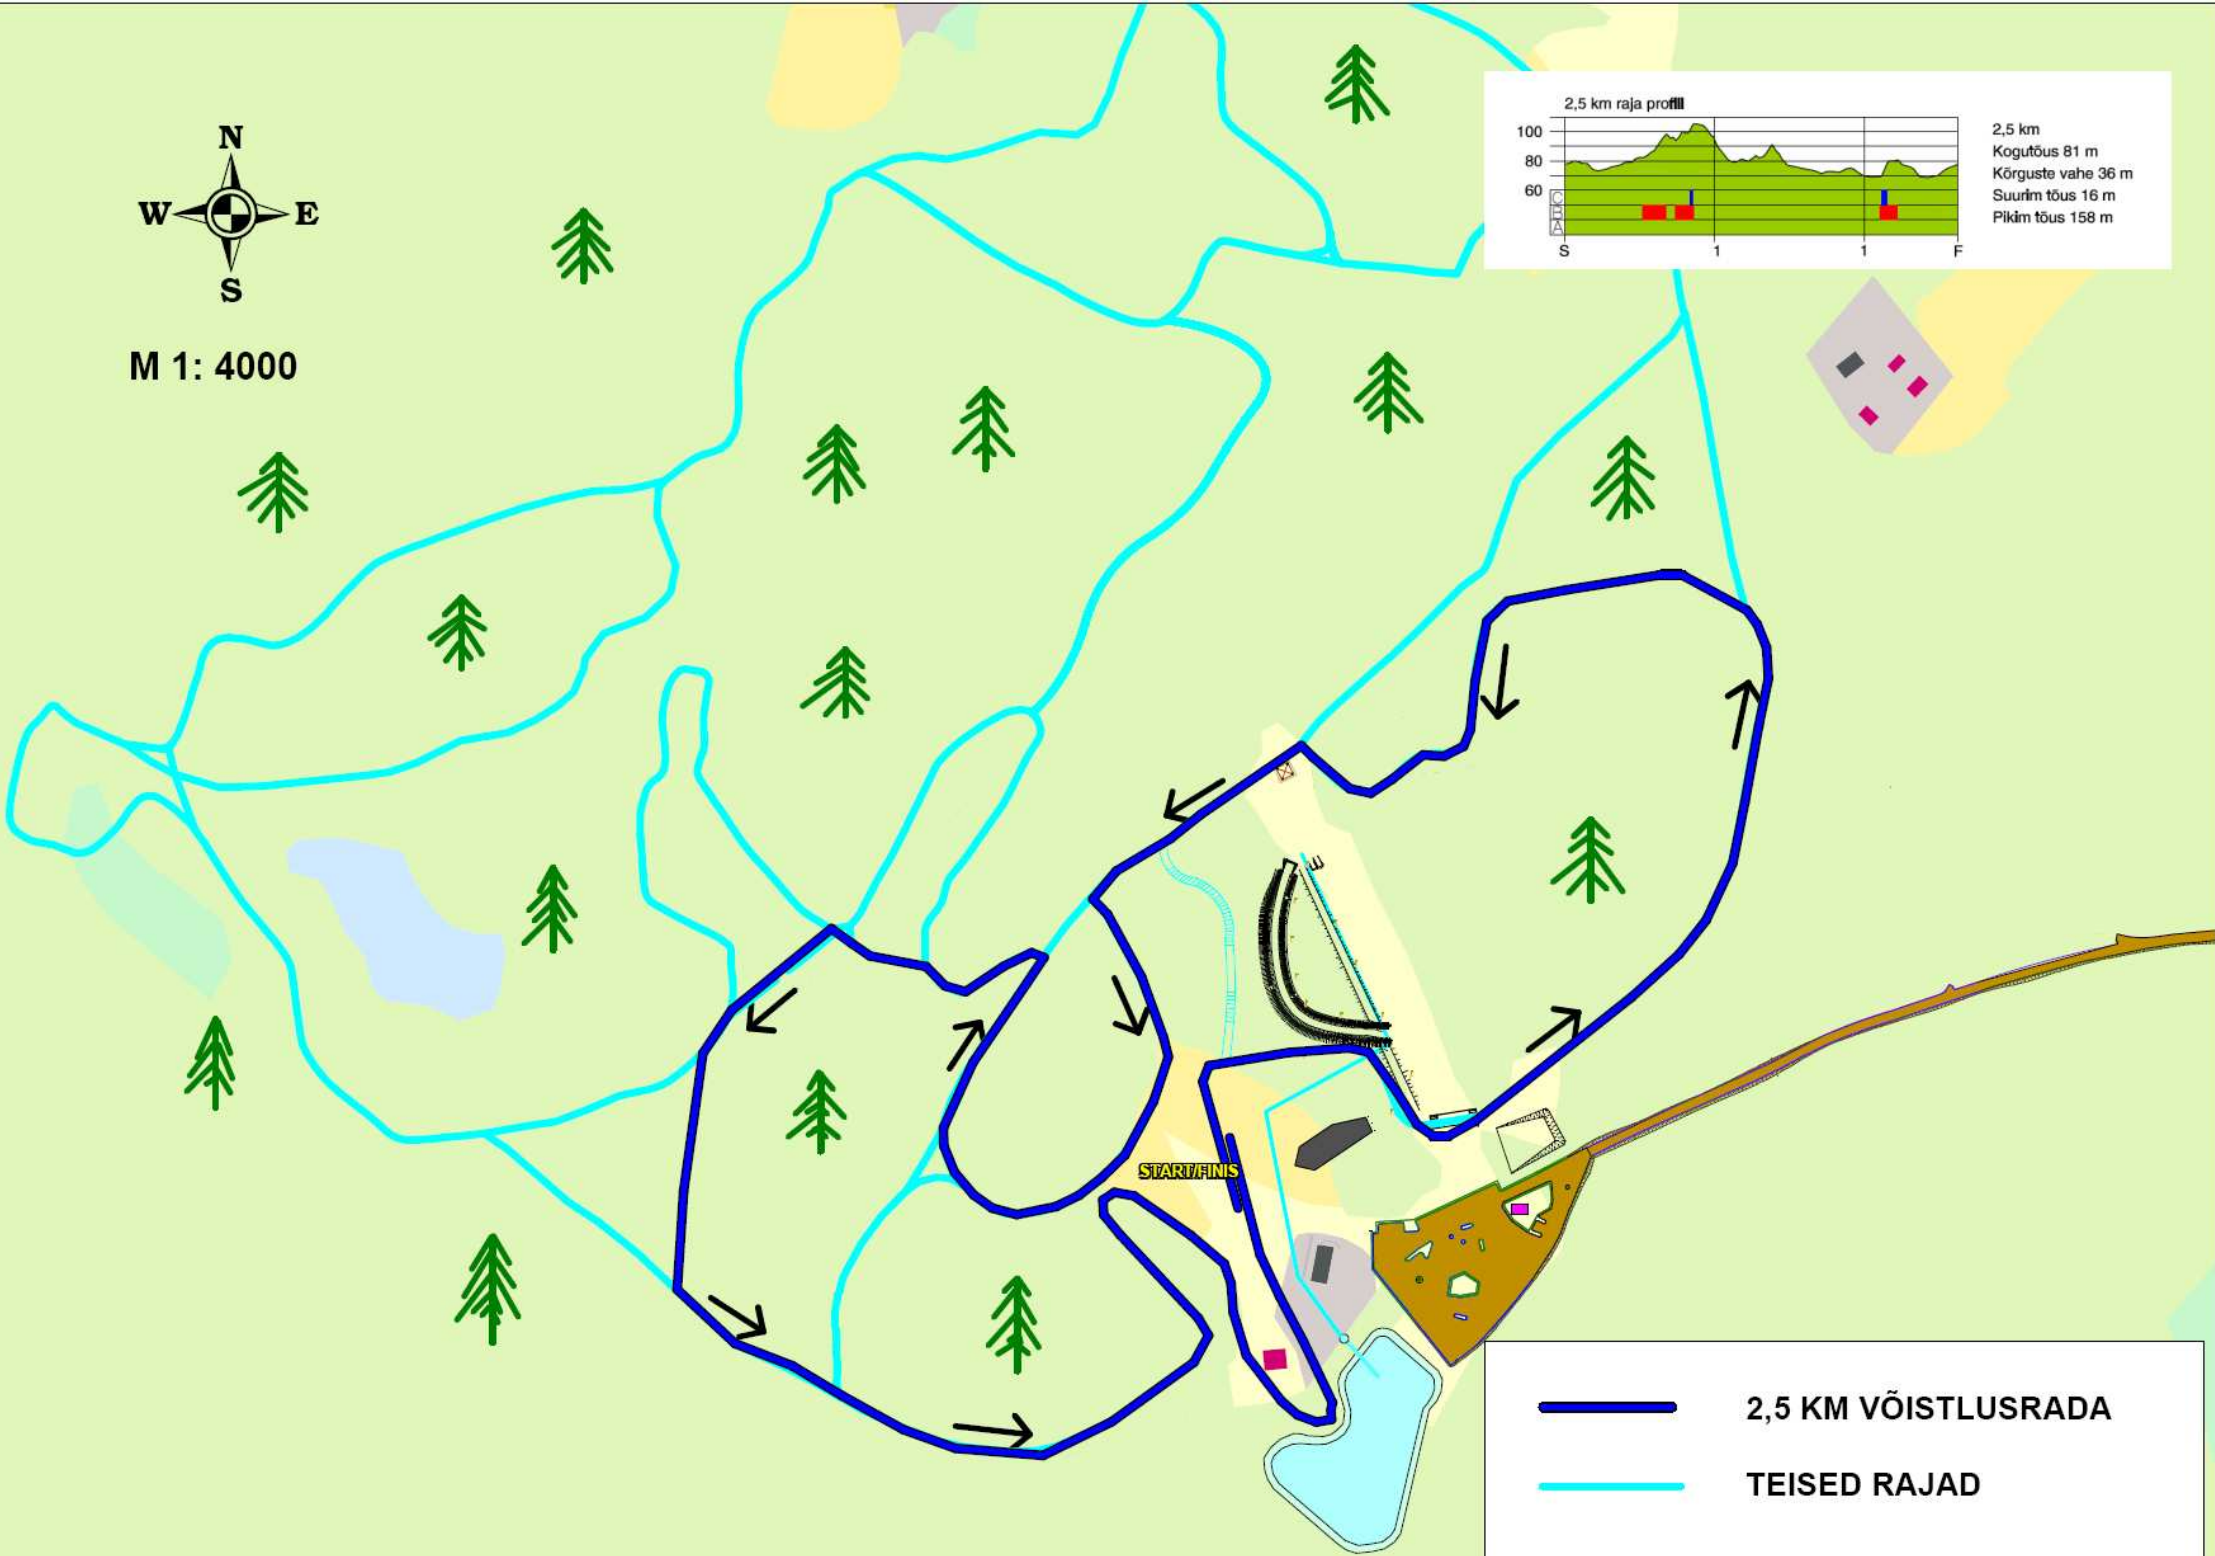 N
W E
S
M 1: 4000
2,5 km raja profiil
100
80
60
C
B
A
S 1 1 F
2,5 km
Kogutõus 81 m
Kõrguste vahe 36 m
Suurim tõus 16 m
Pikim tõus 158 m
START/FINIS
2,5 KM VÕISTLUSRADA
TEISED RAJAD